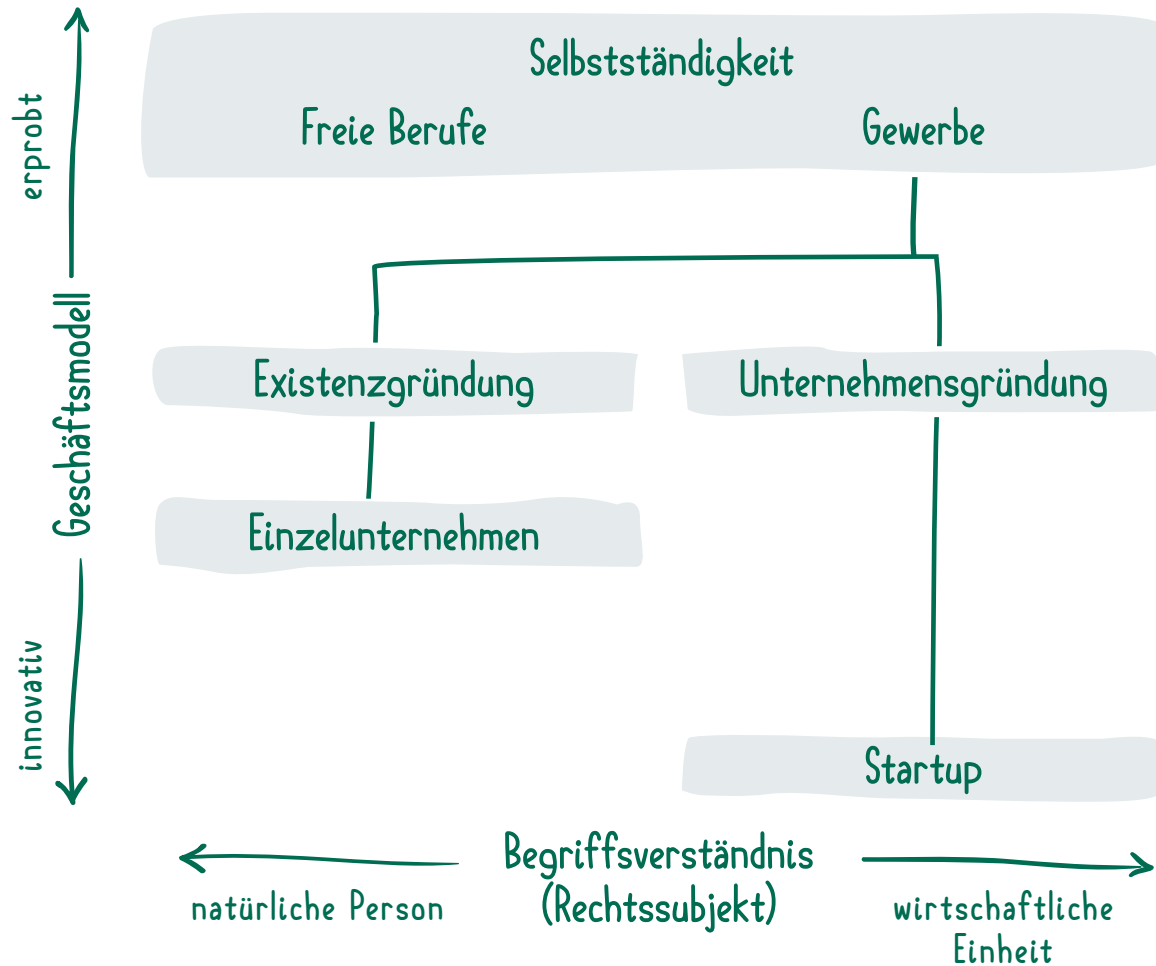 Selbstständigkeit
Freie Berufe
Gewerbe
erprobt
Geschäftsmodell
innovativ
Existenzgründung
Unternehmensgründung
Einzelunternehmen
Startup
Begriffsverständnis
(Rechtssubjekt)
natürliche Person
wirtschaftliche
Einheit